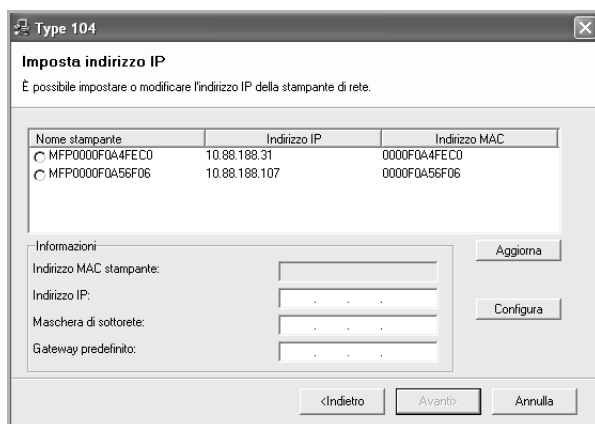 Type 104
Imposta indirizzo IP
È possibile impostare o modificare l'indirizzo IP della stampante di rete.
Nome stampante Indirizzo IP Indirizzo MAC
MFP0000F0A4FEC0 10.88.188.31 0000F0A4FEC0
MFP0000F0A56F06 10.88.188.107 0000F0A56F06
Informazioni
Aggiorna
Indirizzo MAC stampante:
Indirizzo IP:
Configura
Maschera di sottorete:
Gateway predefinito:
<Indietro Avanti> Annulla